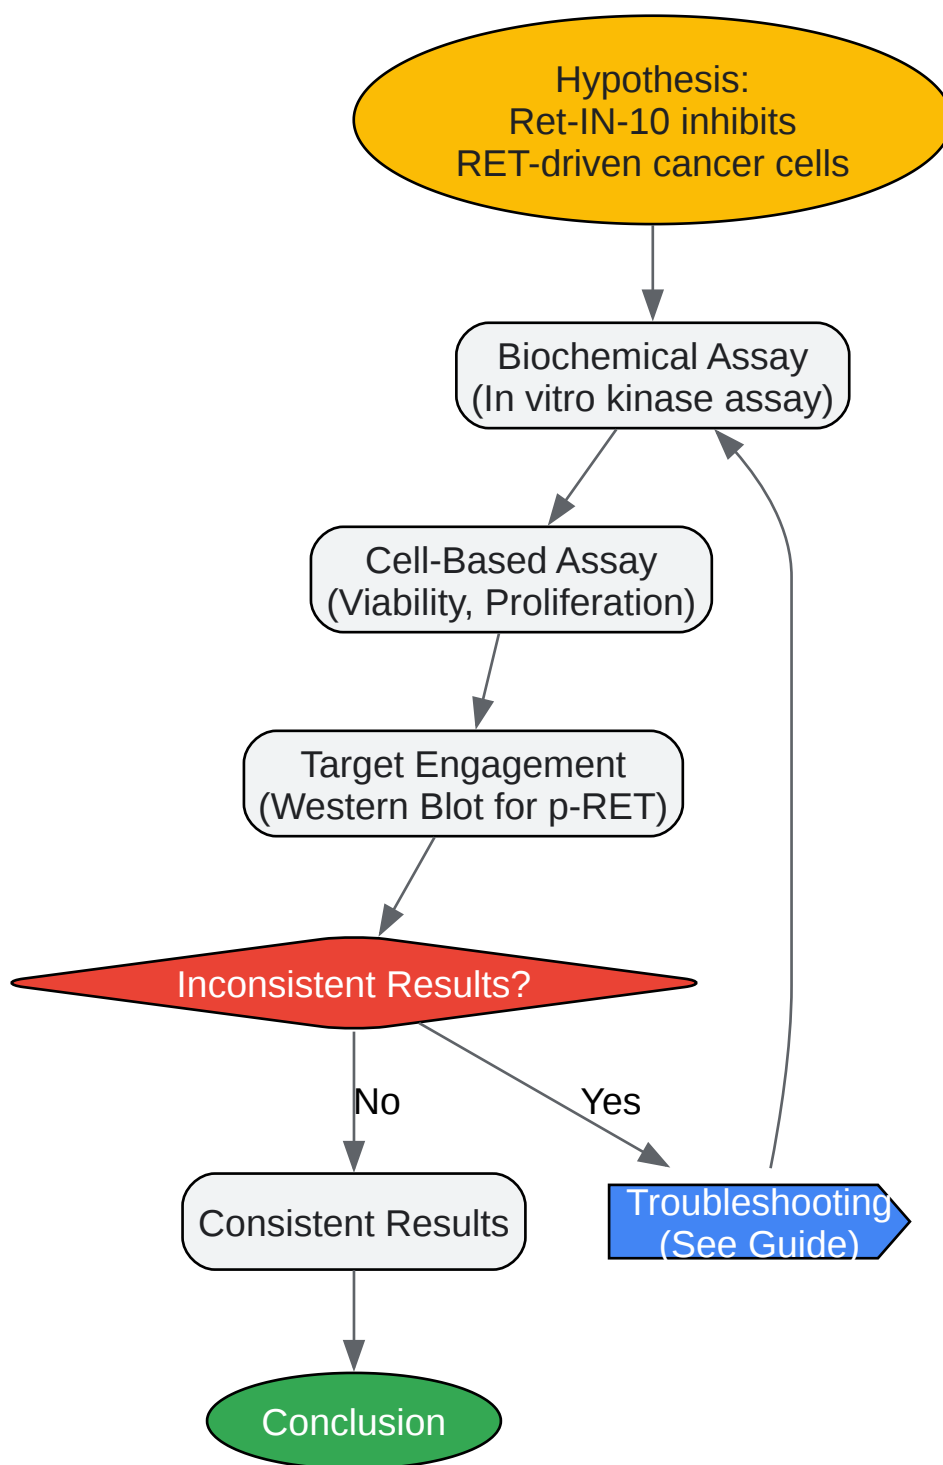 Hypothesis:
Ret-IN-10 inhibits
RET-driven cancer cells
Biochemical Assay
(In vitro kinase assay)
Cell-Based Assay
(Viability, Proliferation)
Target Engagement
(Western Blot for p-RET)
Inconsistent Results?
No
Yes
Consistent Results
Troubleshooting
(See Guide)
Conclusion